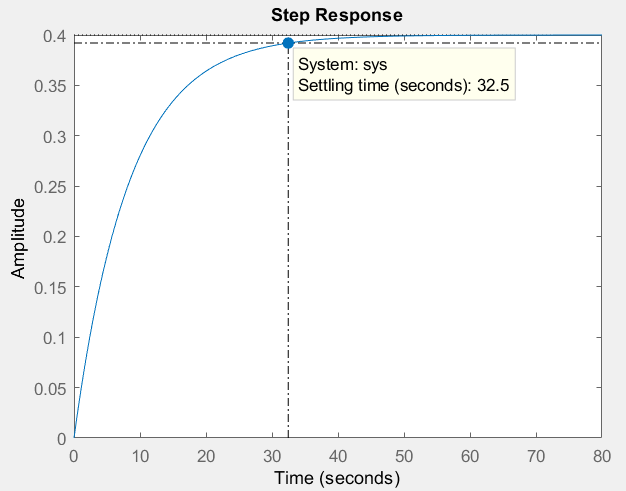 Step Response
0.4
0.35
0.3
0.25
0.2
0.15
0.1
0.05
0
Amplitude
System: sys
Settling time (seconds): 32.5
0 10 20 30 40 50 60 70 80
Time (seconds)